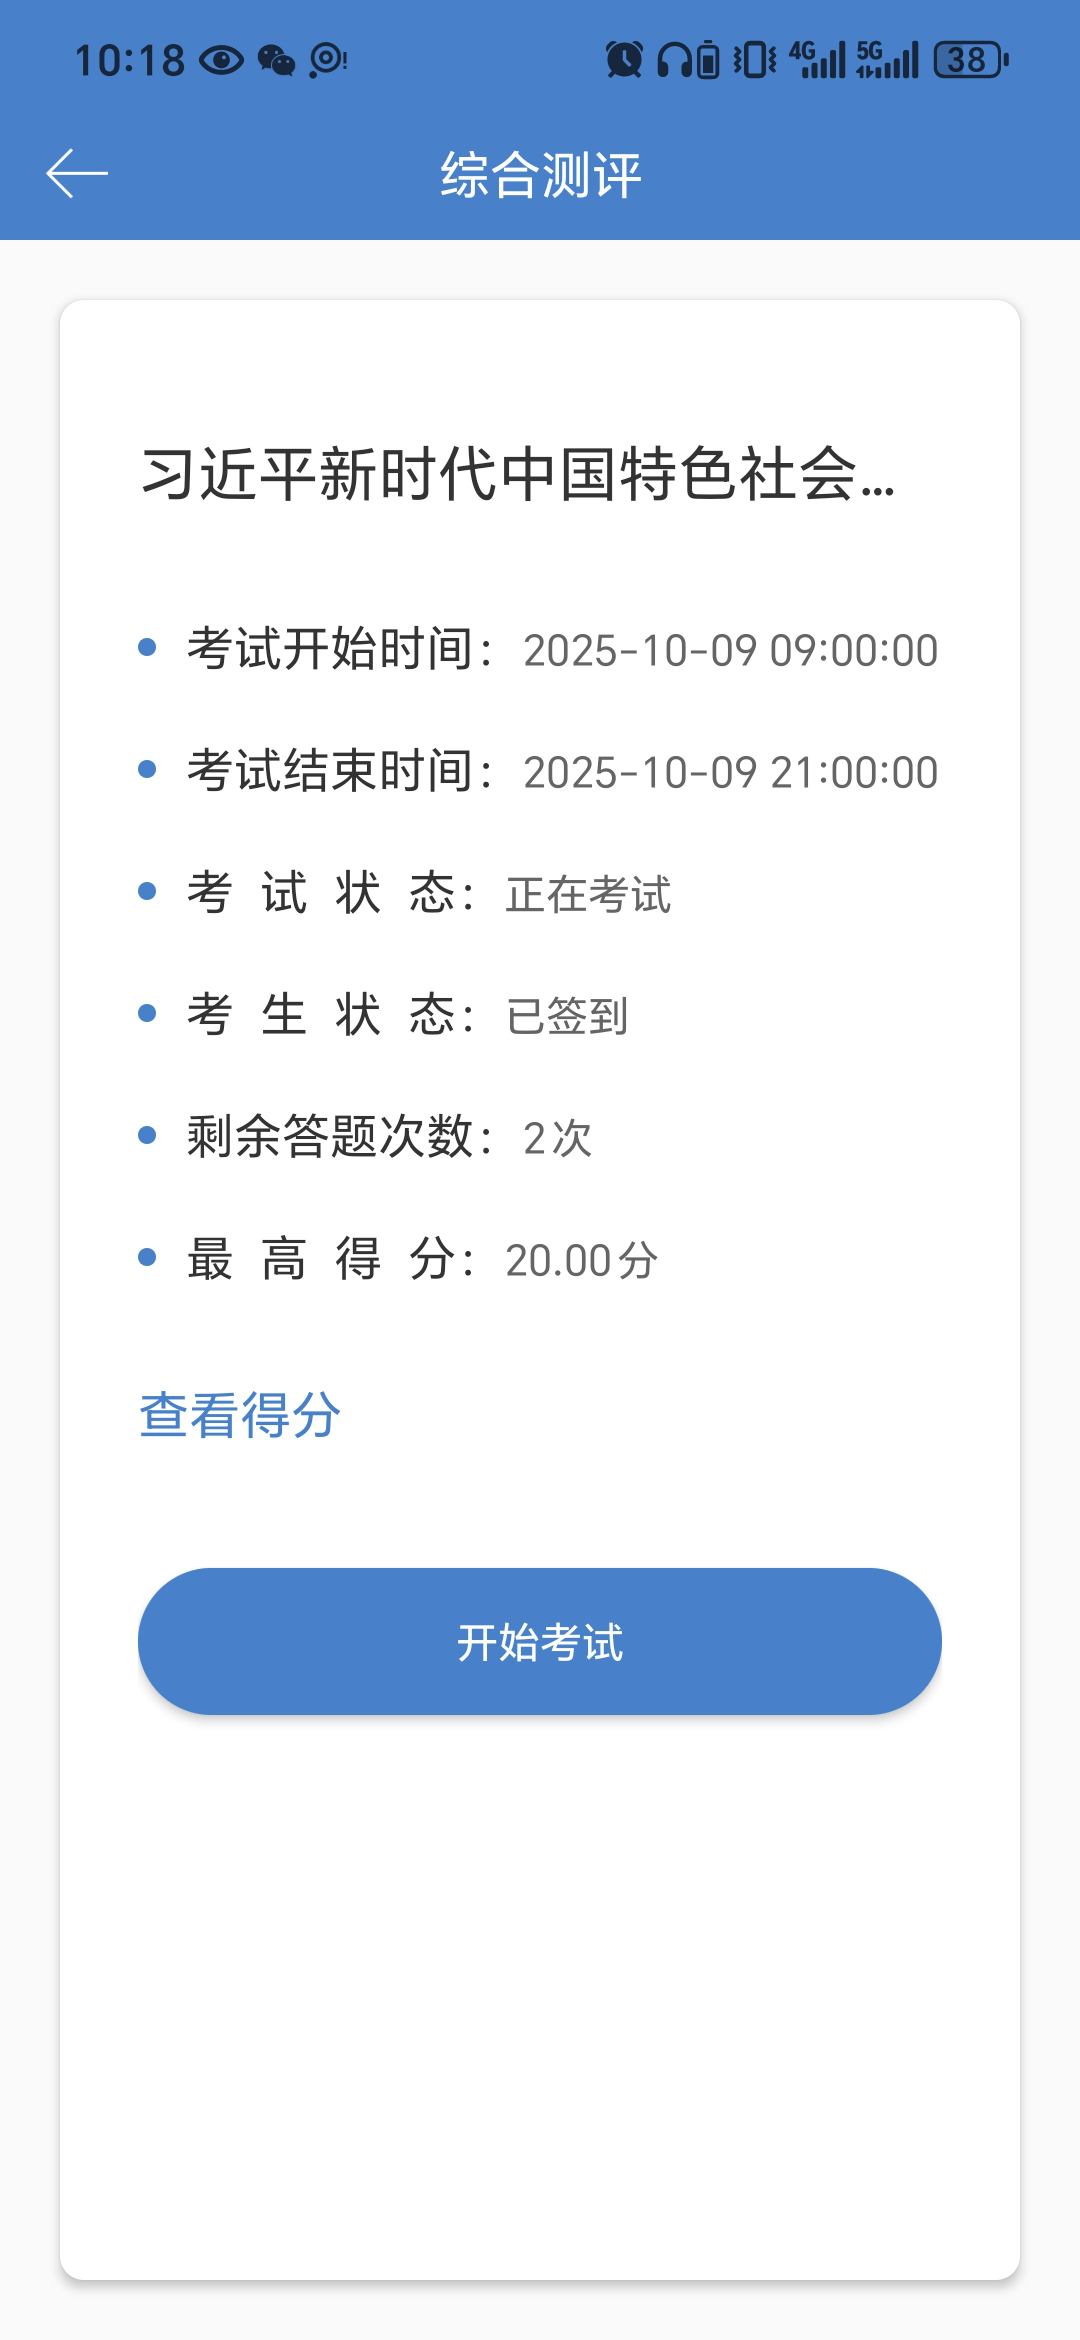 10:18 4G 5G 38
综合测评
习近平新时代中国特色社会...
考试开始时间: 2025-10-09 09:00:00
考试结束时间: 2025-10-09 21:00:00
考 试 状 态: 正在考试
考 生 状 态: 已签到
剩余答题次数: 2次
最 高 得 分: 20.00分
查看得分
开始考试